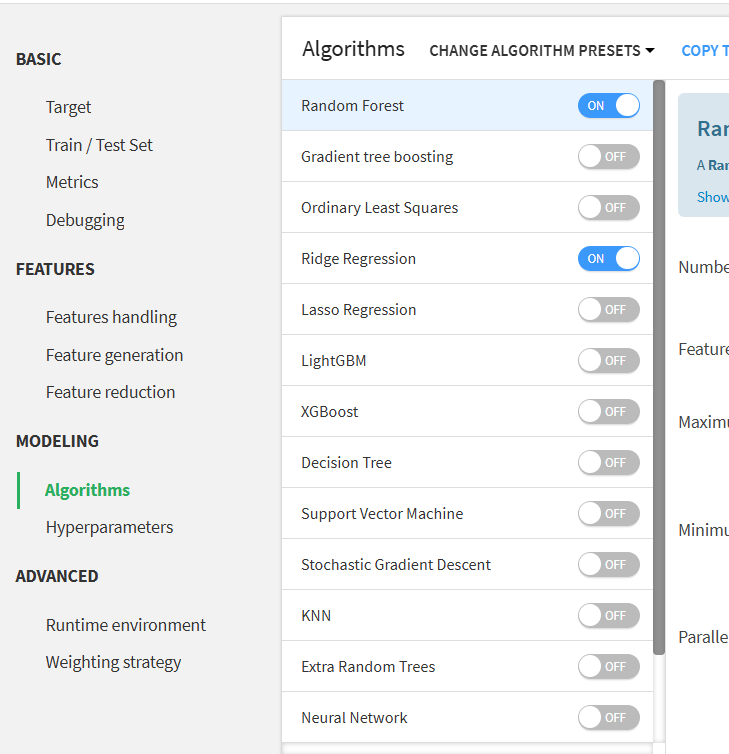 BASIC
Target
Train / Test Set
Metrics
Debugging
FEATURES
Features handling
Feature generation
Feature reduction
MODELING
Algorithms
Hyperparameters
ADVANCED
Runtime environment
Weighting strategy
Algorithms CHANGE ALGORITHM PRESETS COPY T
Random Forest ON
Gradient tree boosting OFF
Ordinary Least Squares OFF
Ridge Regression ON
Lasso Regression OFF
LightGBM OFF
XGBoost OFF
Decision Tree OFF
Support Vector Machine OFF
Stochastic Gradient Descent OFF
KNN OFF
Extra Random Trees OFF
Neural Network OFF
Ran
A Ran
Show
Numbe
Feature
Maximu
Minimu
Paralle